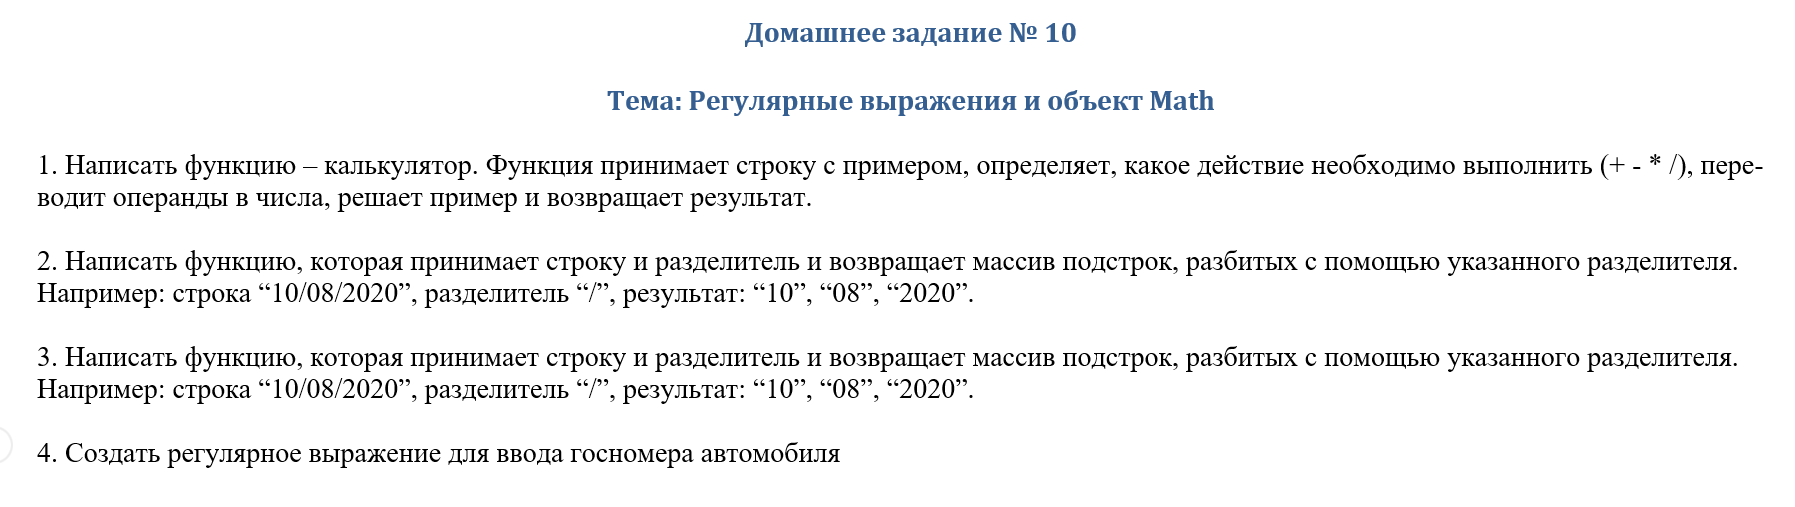 Домашнее задание № 10
Тема: Регулярные выражения и объект Math
1. Написать функцию – калькулятор. Функция принимает строку с примером, определяет, какое действие необходимо выполнить (+ - * /), пере-
водит операнды в числа, решает пример и возвращает результат.
2. Написать функцию, которая принимает строку и разделитель и возвращает массив подстрок, разбитых с помощью указанного разделителя.
Например: строка “10/08/2020”, разделитель “/”, результат: “10”, “08”, “2020”.
3. Написать функцию, которая принимает строку и разделитель и возвращает массив подстрок, разбитых с помощью указанного разделителя.
Например: строка “10/08/2020”, разделитель “/”, результат: “10”, “08”, “2020”.
4. Создать регулярное выражение для ввода госномера автомобиля